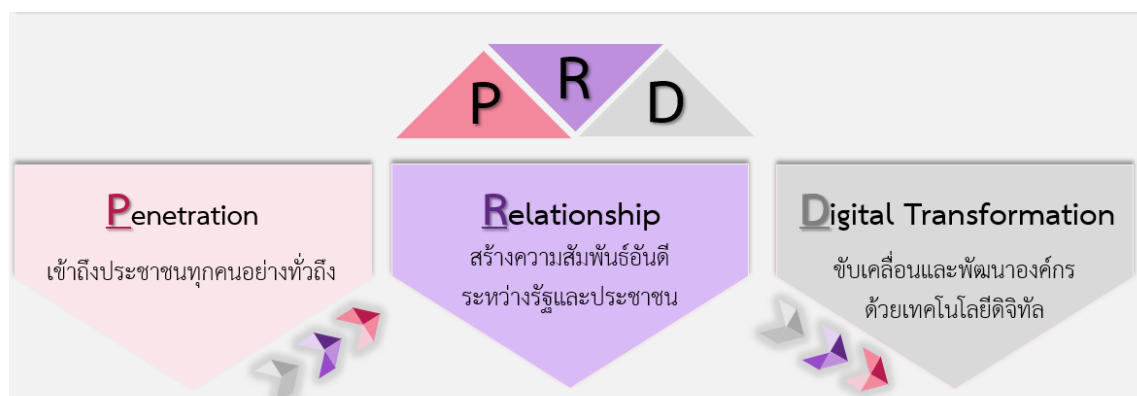 P R D
Penetration
เข้าถึงประชาชนทุกคนอย่างทั่วถึง
Relationship
สร้างความสัมพันธ์อันดี
ระหว่างรัฐและประชาชน
Digital Transformation
ขับเคลื่อนและพัฒนาองค์กร
ด้วยเทคโนโลยีดิจิทัล